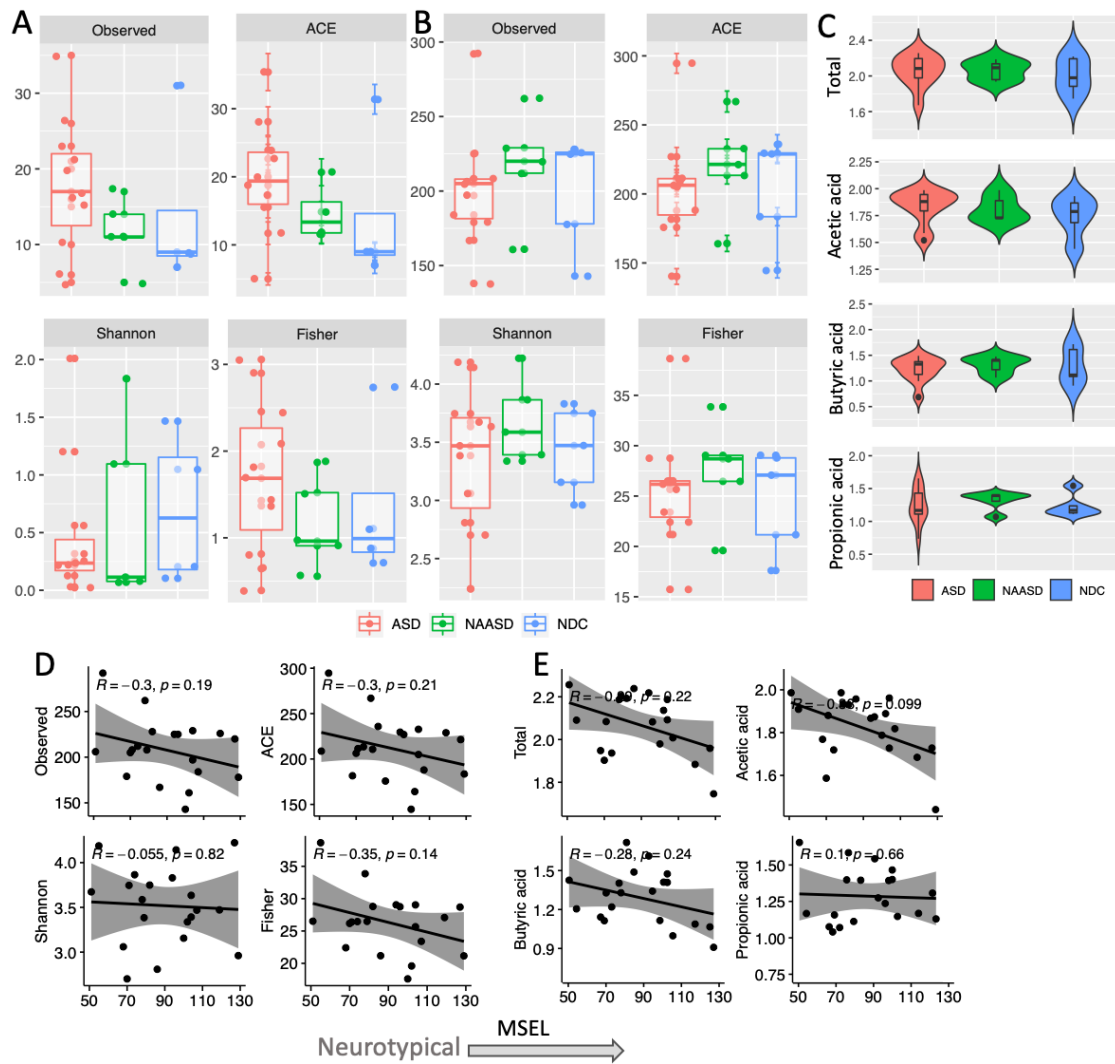 A
B
C
Observed
ACE
Observed
ACE
30
20
10
30
20
10
300
250
200
150
300
250
200
150
Total
2.4
2.0
1.6
Acetic acid
2.25
2.00
1.75
1.50
1.25
Butyric acid
2.5
2.0
1.5
1.0
0.5
Propionic acid
2.0
1.5
1.0
0.5
ASD
NAASD
NDC
Shannon
Fisher
Shannon
Fisher
2.0
1.5
1.0
0.5
0.0
3
2
1
4.0
3.5
3.0
2.5
35
30
25
20
15
ASD
NAASD
NDC
D
E
R = −0.3, p = 0.19
Observed
250
200
150
R = −0.3, p = 0.21
ACE
300
250
200
150
p = 0.22
Total
2.2
2.0
1.8
p = 0.099
Acetic acid
2.0
1.8
1.6
R = −0.055, p = 0.82
Shannon
4.0
3.5
3.0
50 70 90 110 130
R = −0.35, p = 0.14
Fisher
35
30
25
20
50 70 90 110 130
R = −0.28, p = 0.24
Butyric acid
1.5
1.2
0.9
50 70 90 110 130
p = 0.66
Propionic acid
1.50
1.25
1.00
0.75
50 70 90 110 130
MSEL
Neurotypical